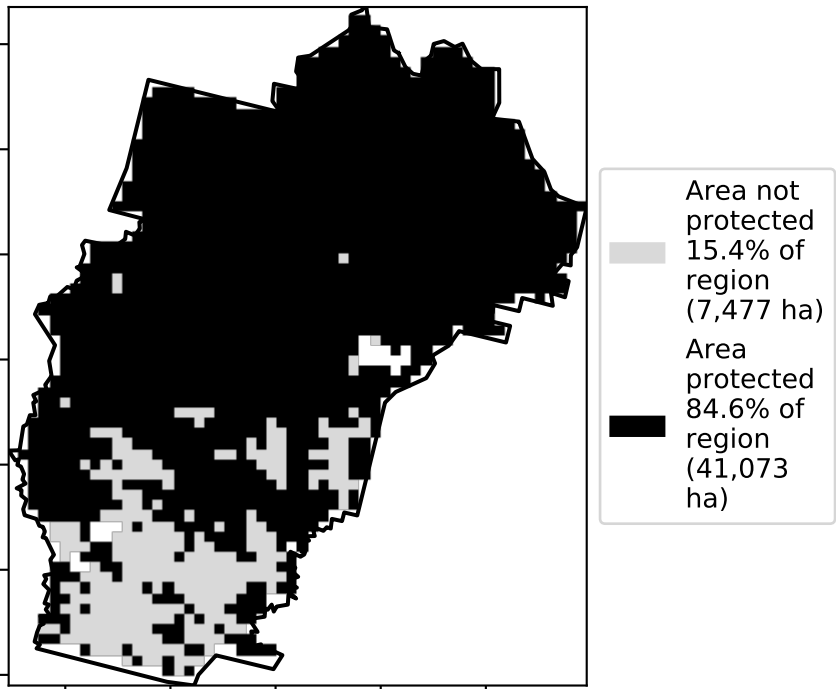 Area not
protected
15.4% of
region
(7,477 ha)
Area
protected
84.6% of
region
(41,073
ha)